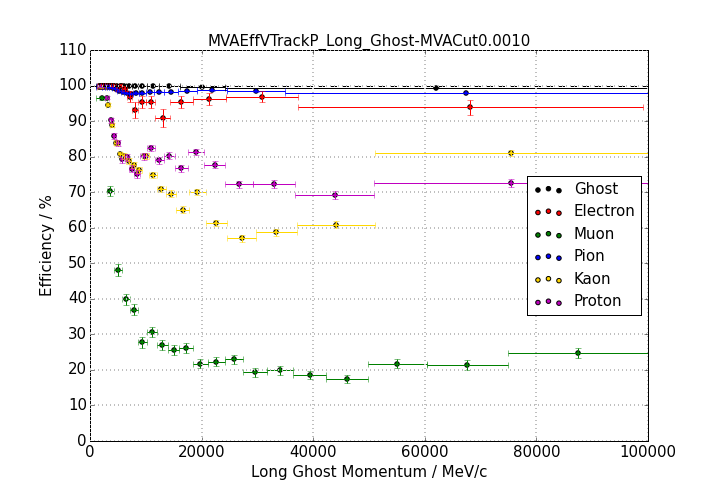 MVAEffVTrackP_Long_Ghost-MVACut0.0010
110
100
90
80
70
60
50
40
30
20
10
0
Efficiency / %
Ghost
Electron
Muon
Pion
Kaon
Proton
0 20000 40000 60000 80000 100000
Long Ghost Momentum / MeV/c